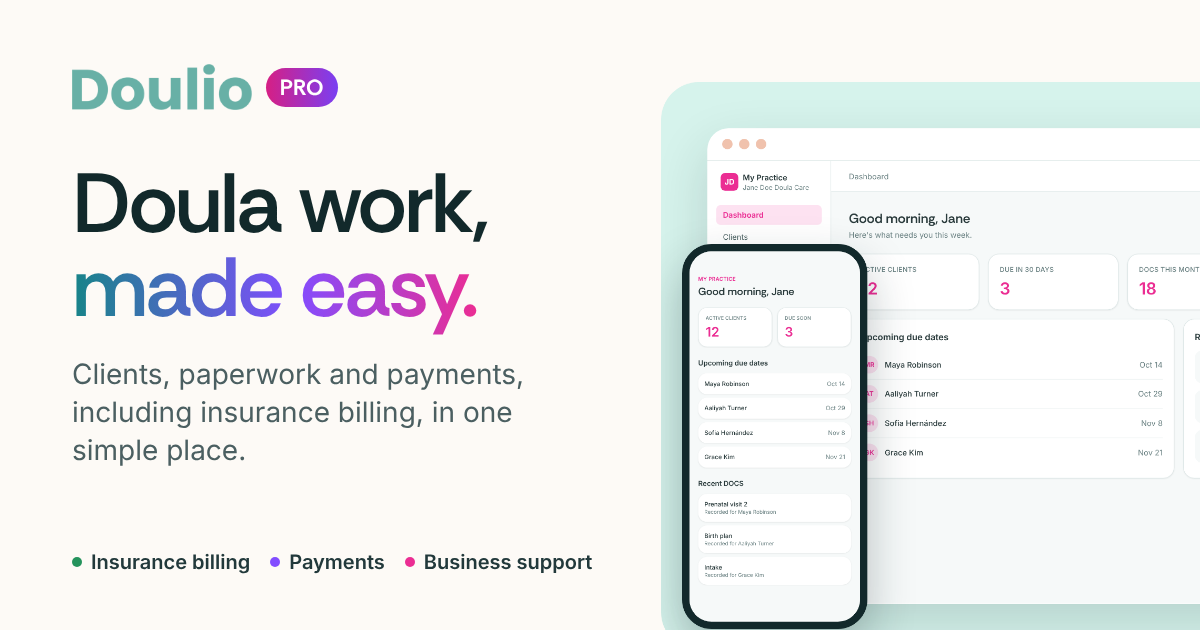 Doulio PRO
Doula work,
made easy.
Clients, paperwork and payments,
including insurance billing, in one
simple place.
Insurance billing
Payments
Business support
JD
My Practice
Jane Doe Doula Care
Dashboard
Clients
Dashboard
Good morning, Jane
Here's what needs you this week.
CLIENTS
2
DUE IN 30 DAYS
3
DOCS THIS MONT
18
pcoming due dates
Maya Robinson Oct 14
Aaliyah Turner Oct 29
Sofia Hernández Nov 8
Grace Kim Nov 21
MY PRACTICE
Good morning, Jane
ACTIVE CLIENTS
12
DUE SOON
3
Upcoming due dates
Maya Robinson Oct 14
Aaliyah Turner Oct 29
Sofia Hernández Nov 8
Grace Kim Nov 21
Recent DOCS
Prenatal visit 2
Recorded for Maya Robinson
Birth plan
Recorded for Aaliyah Turner
Intake
Recorded for Grace Kim